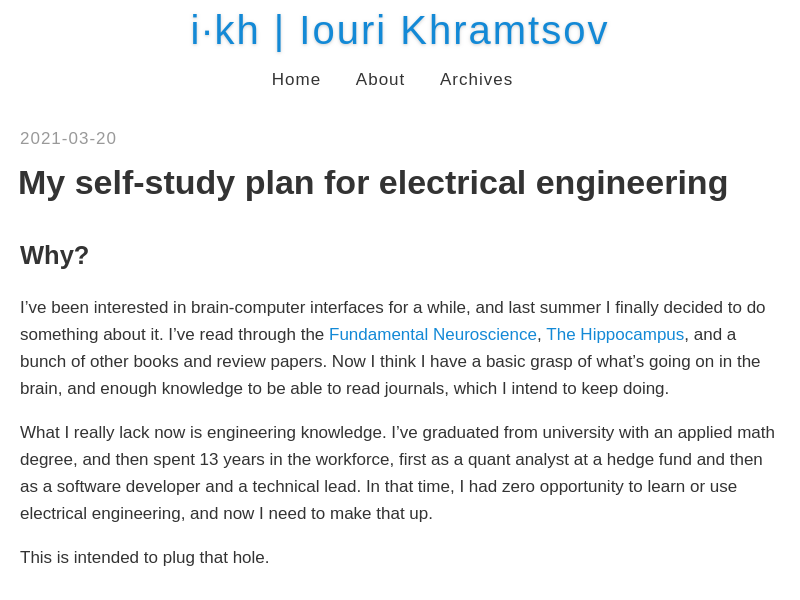 i·kh | Iouri Khramtsov
Home About Archives
2021-03-20
My self-study plan for electrical engineering
Why?
I’ve been interested in brain-computer interfaces for a while, and last summer I finally decided to do
something about it. I’ve read through the Fundamental Neuroscience, The Hippocampus, and a
bunch of other books and review papers. Now I think I have a basic grasp of what’s going on in the
brain, and enough knowledge to be able to read journals, which I intend to keep doing.
What I really lack now is engineering knowledge. I’ve graduated from university with an applied math
degree, and then spent 13 years in the workforce, first as a quant analyst at a hedge fund and then
as a software developer and a technical lead. In that time, I had zero opportunity to learn or use
electrical engineering, and now I need to make that up.
This is intended to plug that hole.